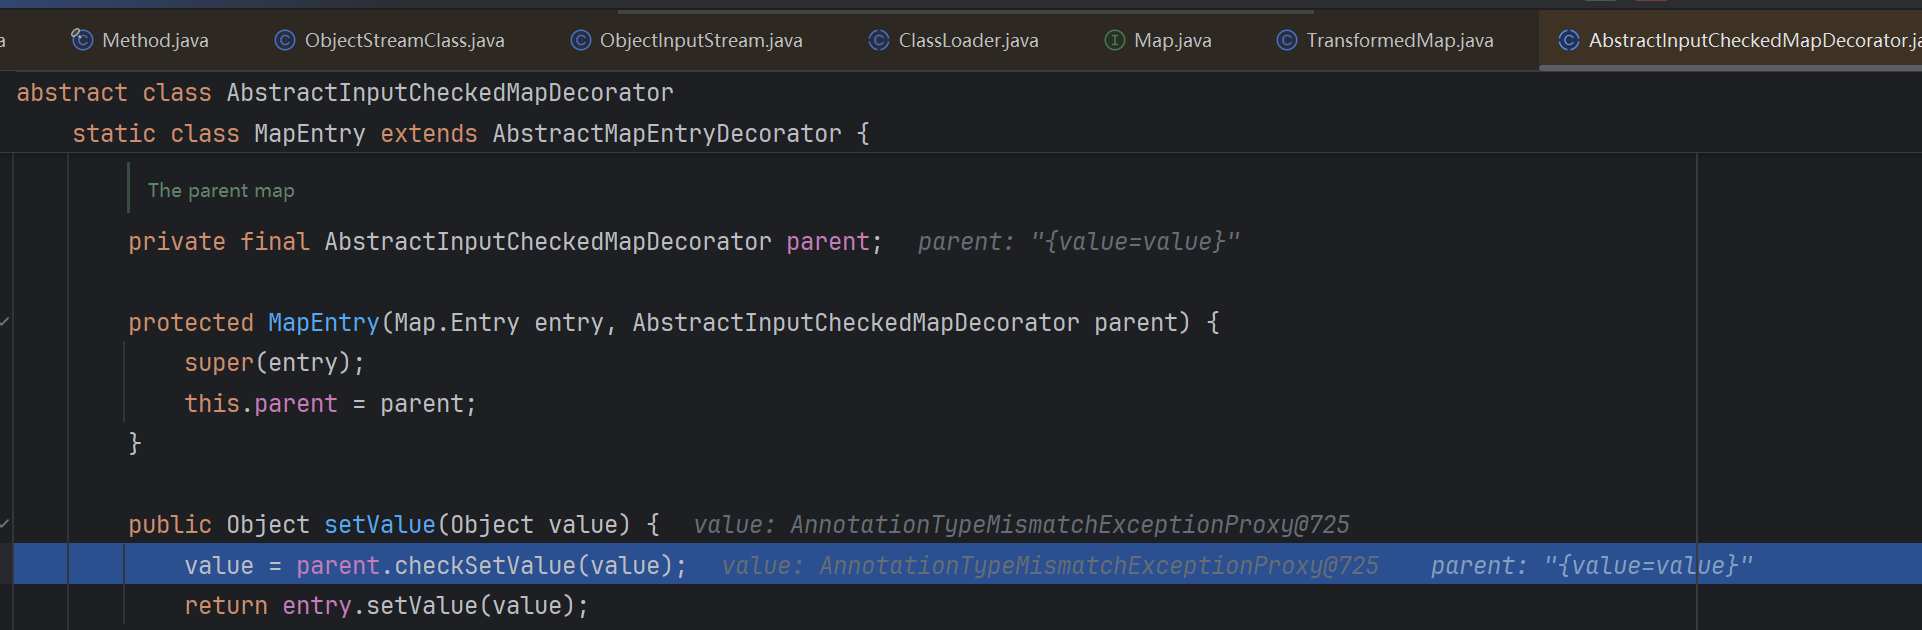 a Method.java ObjectStreamClass.java ObjectInputStream.java ClassLoader.java Map.java TransformedMap.java AbstractInputCheckedMapDecorator.ja
abstract class AbstractInputCheckedMapDecorator
static class MapEntry extends AbstractMapEntryDecorator {
The parent map
private final AbstractInputCheckedMapDecorator parent; parent: "{value=value}"
protected MapEntry(Map.Entry entry, AbstractInputCheckedMapDecorator parent) {
super(entry);
this.parent = parent;
}
public Object setValue(Object value) { value: AnnotationTypeMismatchExceptionProxy@725
value = parent.checkSetValue(value); value: AnnotationTypeMismatchExceptionProxy@725 parent: "{value=value}"
return entry.setValue(value);